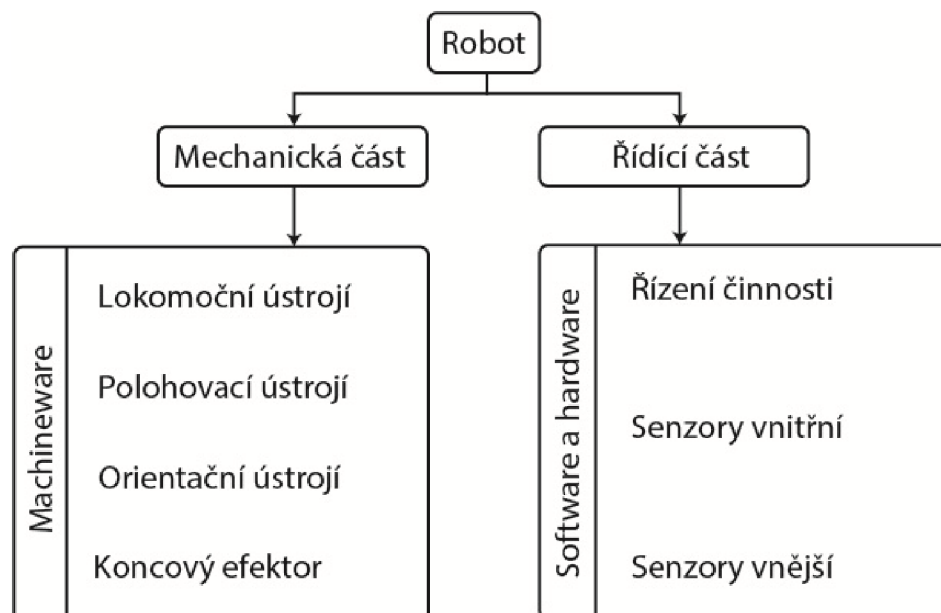 Robot
Mechanická část
Řídící část
Machineware
Lokomoční ústrojí
Polohovací ústrojí
Orientační ústrojí
Koncový efektor
Software a hardware
Řízení činnosti
Senzory vnitřní
Senzory vnější